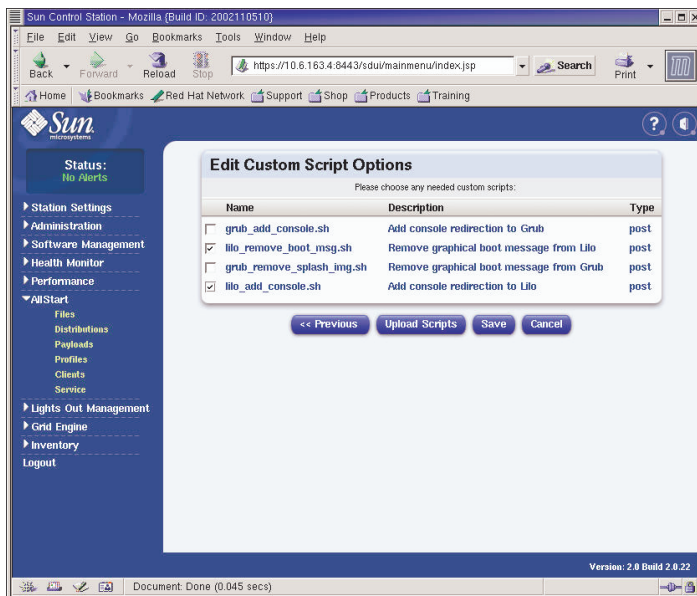 Sun Control Station - Mozilla {Build ID: 2002110510}
File Edit View Go Bookmarks Tools Window Help
Back Forward Reload Stop https://10.6.163.4:8443/sdui/mainmenu/index.jsp Search Print
Home Bookmarks Red Hat Network Support Shop Products Training
Sun
microsystems
?
Status:
No Alerts
Station Settings
Administration
Software Management
Health Monitor
Performance
AllStart
Files
Distributions
Payloads
Profiles
Clients
Service
Lights Out Management
Grid Engine
Inventory
Logout
Edit Custom Script Options
Please choose any needed custom scripts:
Name Description Type
grub_add_console.sh Add console redirection to Grub post
lilo_remove_boot_msg.sh Remove graphical boot message from Lilo post
grub_remove_splash_img.sh Remove graphical boot message from Grub post
lilo_add_console.sh Add console redirection to Lilo post
<< Previous Upload Scripts Save Cancel
Version: 2.0 Build 2.0.22
Document: Done (0.045 secs)